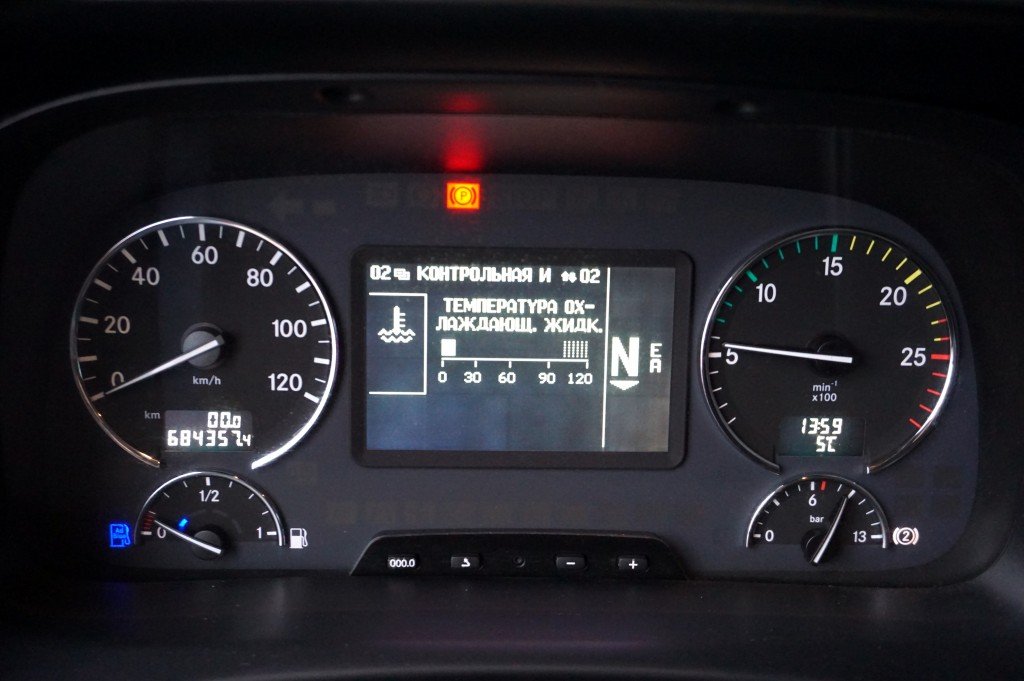 P
02 КОНТРОЛЬНАЯ И 02
ТЕМПЕРАТУРА ОХ-
ЛАЖДАЮЩ. ЖИДК.
0 30 60 90 120
N
E
A
0 20 40 60 80 100 120
km/h
km
00.0
684357.4
5 10 15 20 25
min-1
x100
13:59
5°C
0 1/2 1
0 6 13
bar
2
000.0
- +